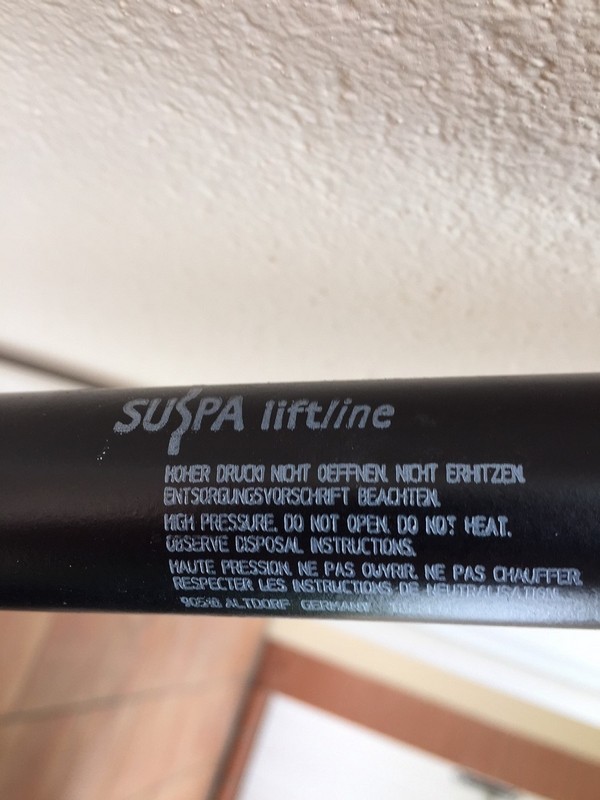 SUSPA liftline
HOHER DRUCK! NICHT OEFFNEN. NICHT ERHITZEN.
ENTSORGUNGSVORSCHRIFT BEACHTEN.
HIGH PRESSURE. DO NOT OPEN. DO NOT HEAT.
OBSERVE DISPOSAL INSTRUCTIONS.
HAUTE PRESSION. NE PAS OUVRIR. NE PAS CHAUFFER.
RESPECTER LES INSTRUCTIONS DE NEUTRALISATION.
ALTDORF GERMANY